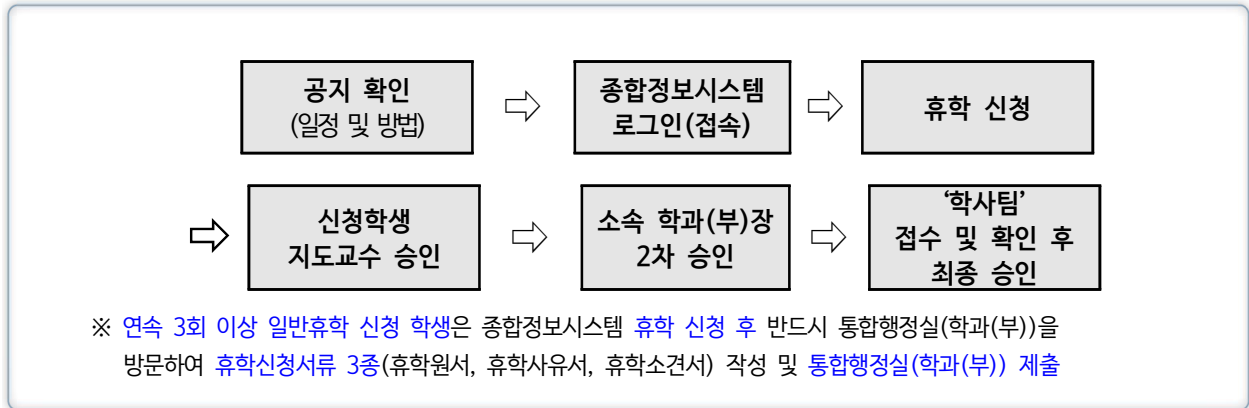 공지 확인
(일정 및 방법)
⇨
종합정보시스템
로그인(접속)
⇨
휴학 신청
⇨
신청학생
지도교수 승인
⇨
소속 학과(부)장
2차 승인
⇨
‘학사팀’
접수 및 확인 후
최종 승인
※ 연속 3회 이상 일반휴학 신청 학생은 종합정보시스템 휴학 신청 후 반드시 통합행정실(학과(부))을
방문하여 휴학신청서류 3종(휴학원서, 휴학사유서, 휴학소견서) 작성 및 통합행정실(학과(부)) 제출